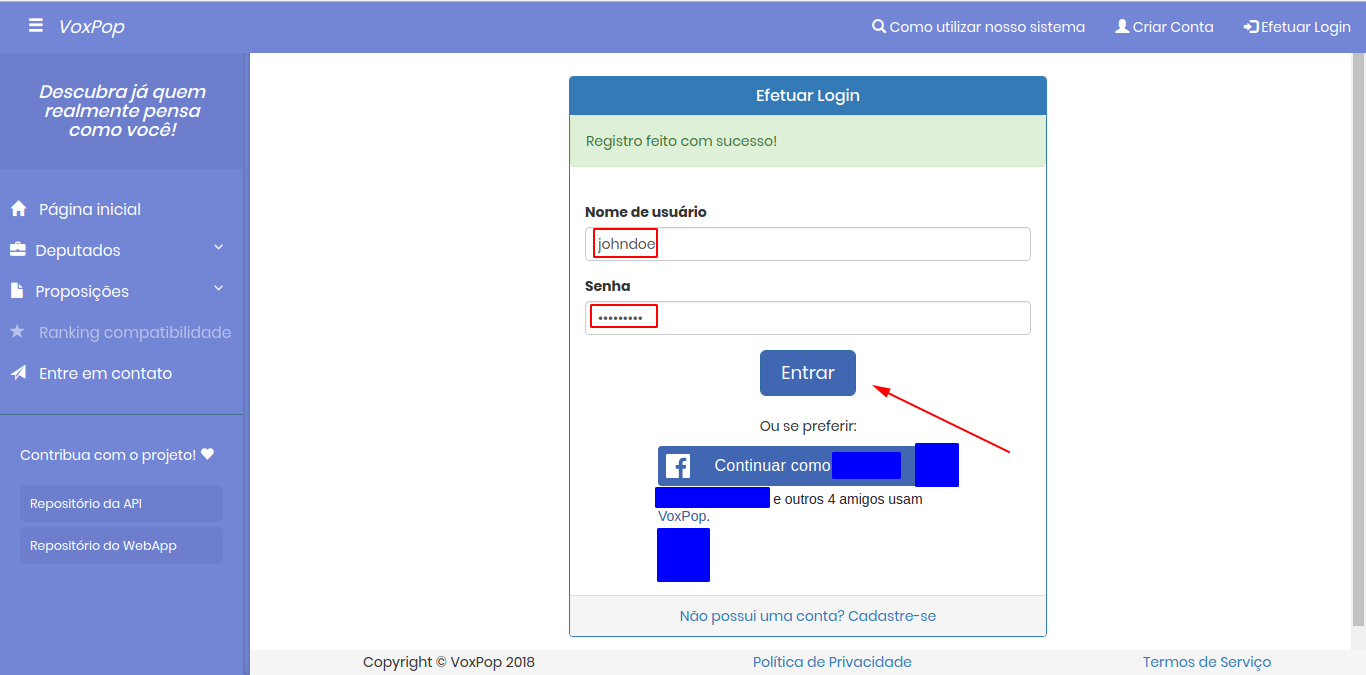 VoxPop
Como utilizar nosso sistema
Criar Conta
Efetuar Login
Descubra já quem
realmente pensa
como você!
Página inicial
Deputados
Proposições
Ranking compatibilidade
Entre em contato
Contribua com o projeto!
Repositório da API
Repositório do WebApp
Efetuar Login
Registro feito com sucesso!
Nome de usuário
johndoe
Senha
•••••••••
Entrar
Ou se preferir:
Continuar como
e outros 4 amigos usam
VoxPop.
Não possui uma conta? Cadastre-se
Copyright © VoxPop 2018
Política de Privacidade
Termos de Serviço